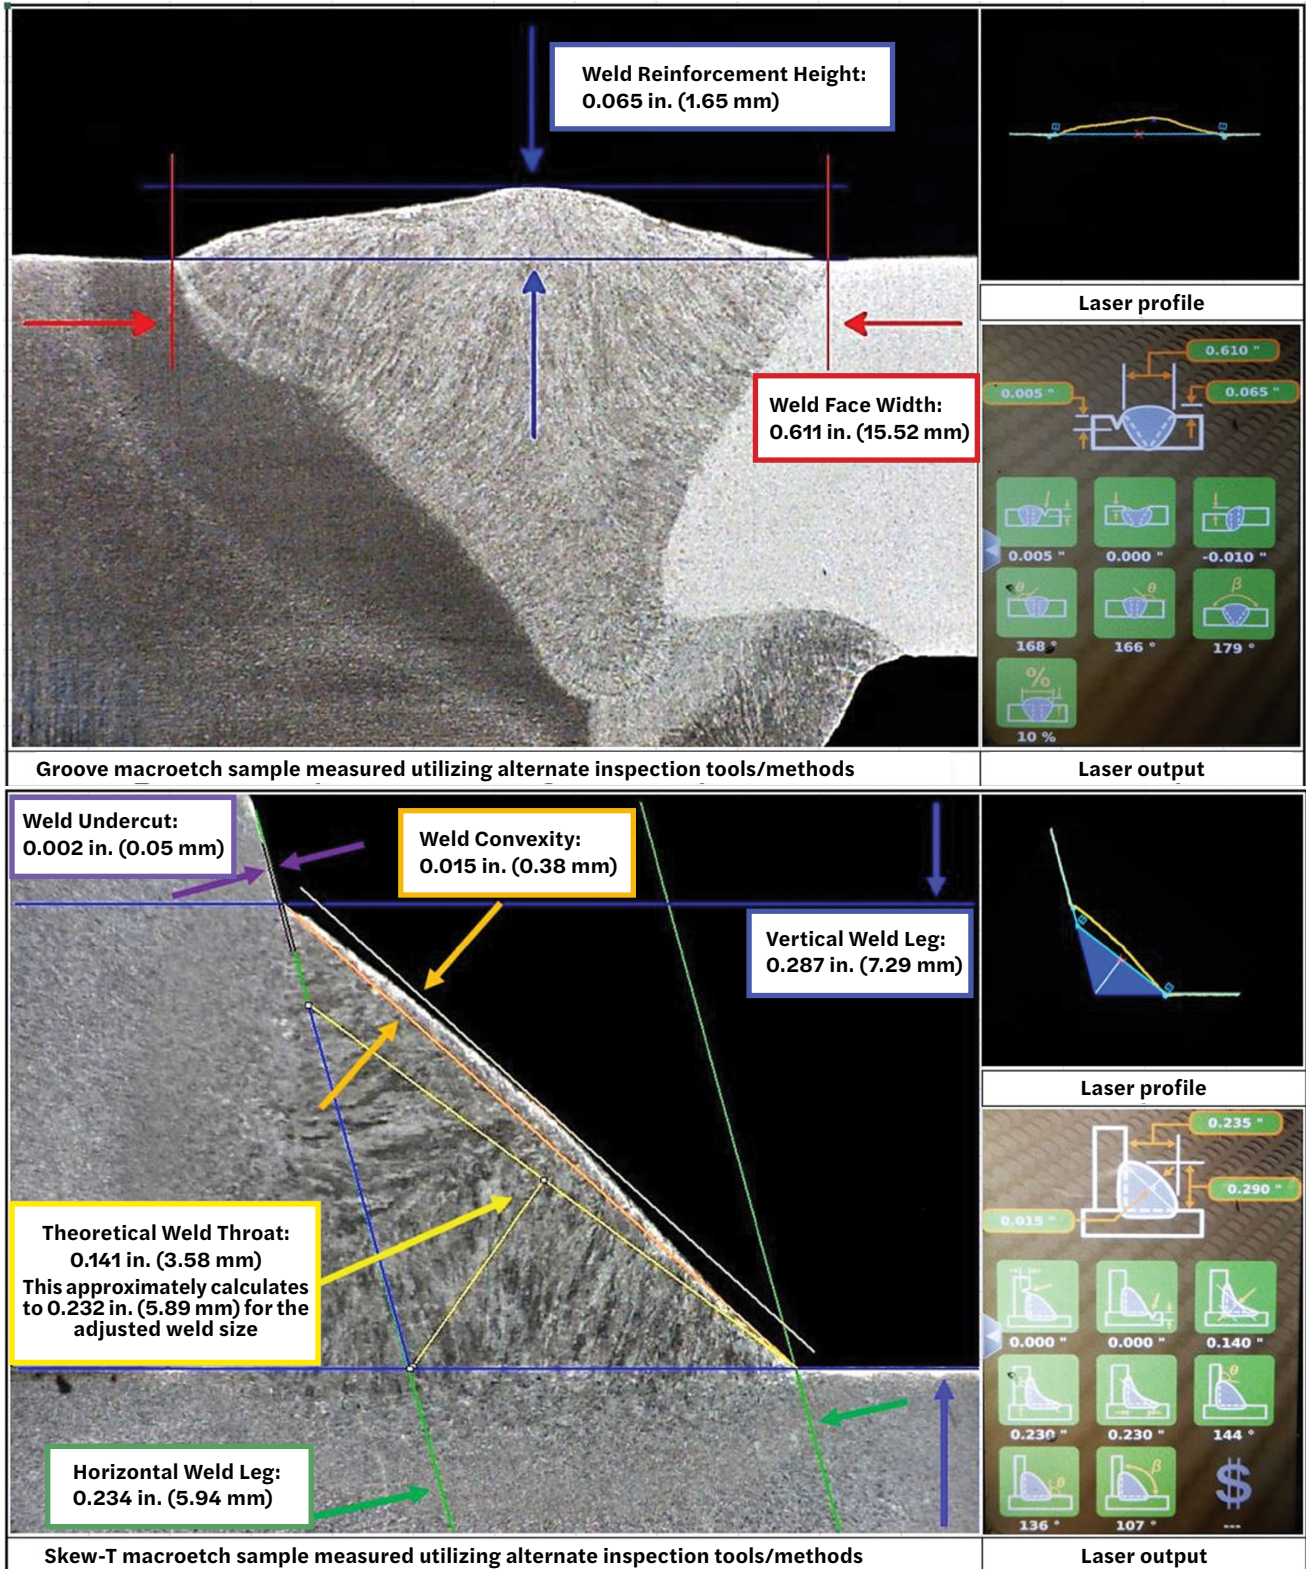 Weld Reinforcement Height:
0.065 in. (1.65 mm)
Weld Face Width:
0.611 in. (15.52 mm)
Laser profile
0.610 "
0.005 "
0.065 "
0.005 "
0.000 "
-0.010 "
θ
θ
β
168 °
166 °
179 °
%
10 %
Groove macroetch sample measured utilizing alternate inspection tools/methods
Laser output
Weld Undercut:
0.002 in. (0.05 mm)
Weld Convexity:
0.015 in. (0.38 mm)
Vertical Weld Leg:
0.287 in. (7.29 mm)
Theoretical Weld Throat:
0.141 in. (3.58 mm)
This approximately calculates
to 0.232 in. (5.89 mm) for the
adjusted weld size
Horizontal Weld Leg:
0.234 in. (5.94 mm)
Laser profile
0.235 "
0.290 "
0.015 "
0.000 "
0.000 "
0.140 "
θ
0.230 "
0.230 "
144 °
θ
β
$
136 °
107 °
---
Skew-T macroetch sample measured utilizing alternate inspection tools/methods
Laser output